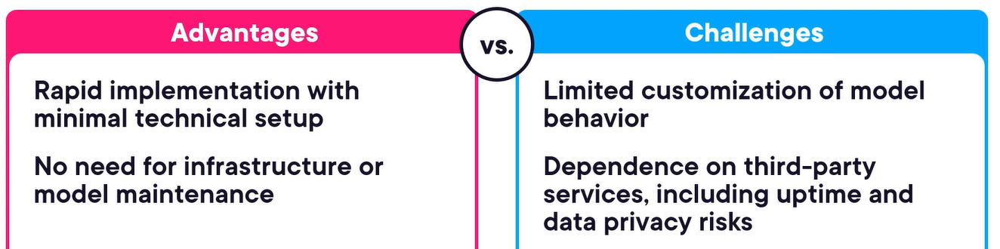 Advantages
vs.
Challenges
Rapid implementation with
minimal technical setup
No need for infrastructure or
model maintenance
Limited customization of model
behavior
Dependence on third-party
services, including uptime and
data privacy risks